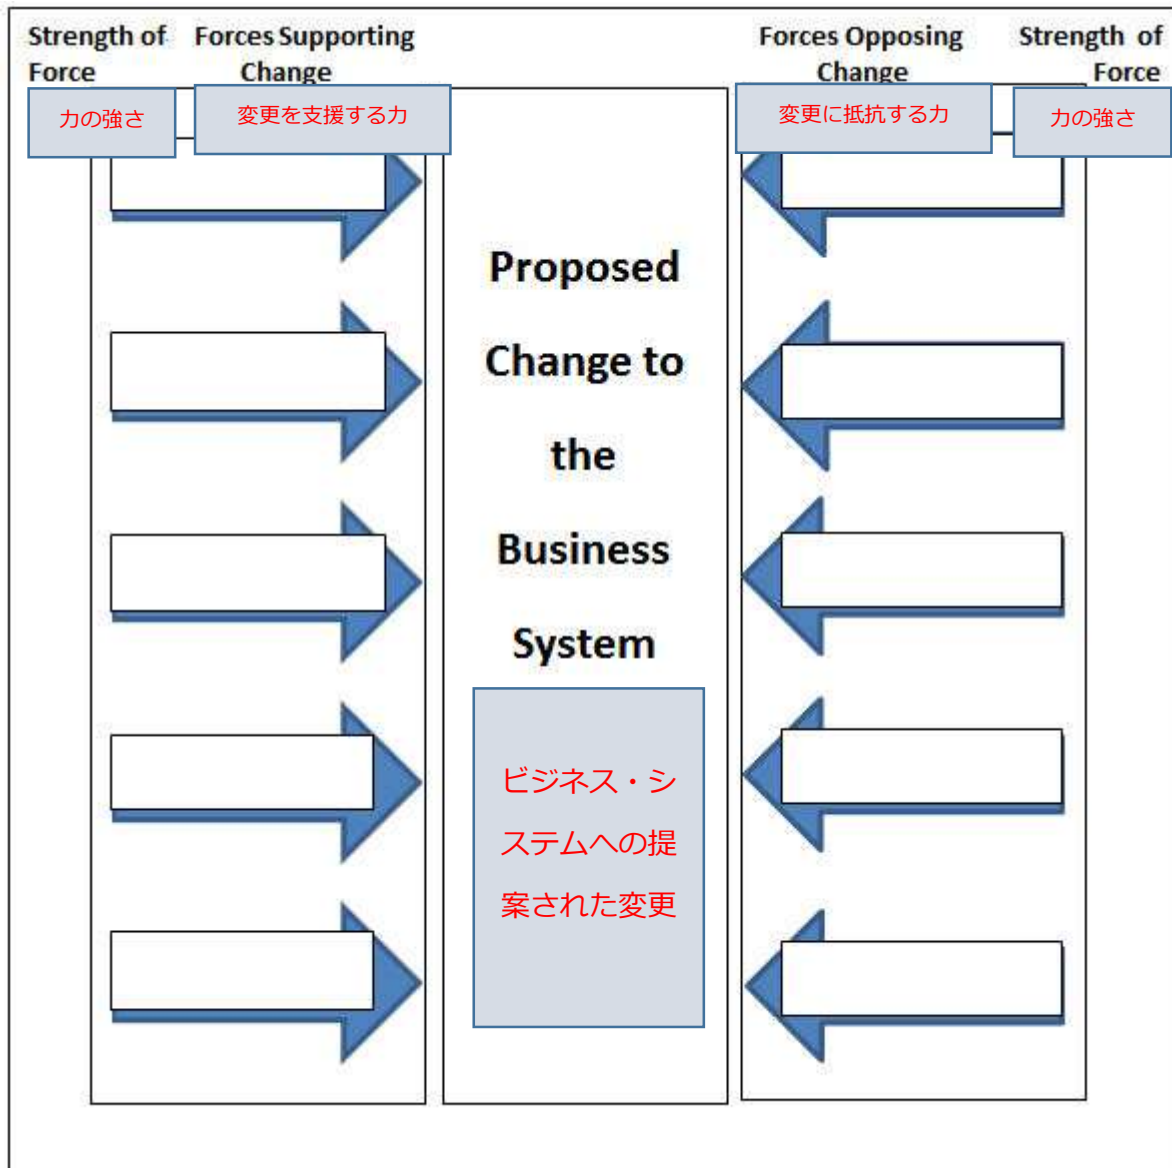 Strength of Force
Forces Supporting Change
Forces Opposing Change
Strength of Force
力の強さ
変更を支援する力
変更に抵抗する力
力の強さ
Proposed
Change to
the
Business
System
ビジネス・シ
ステムへの提
案された変更